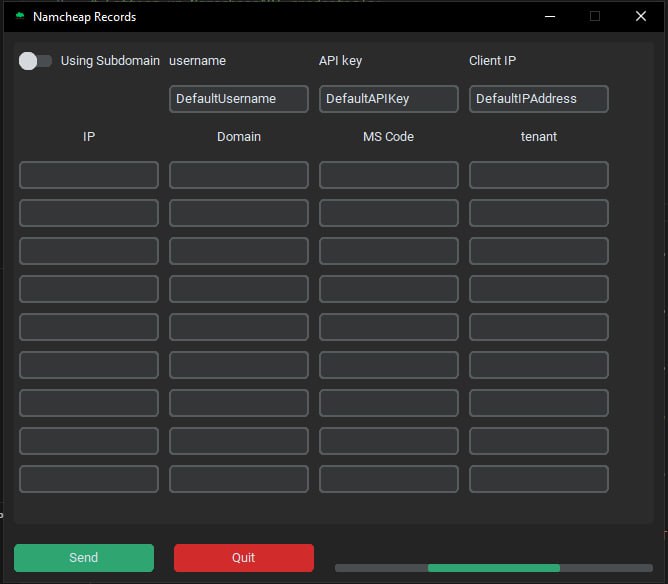 Namcheap Records
Using Subdomain username API key Client IP
DefaultUsername DefaultAPIKey DefaultIPAddress
IP Domain MS Code tenant
Send Quit